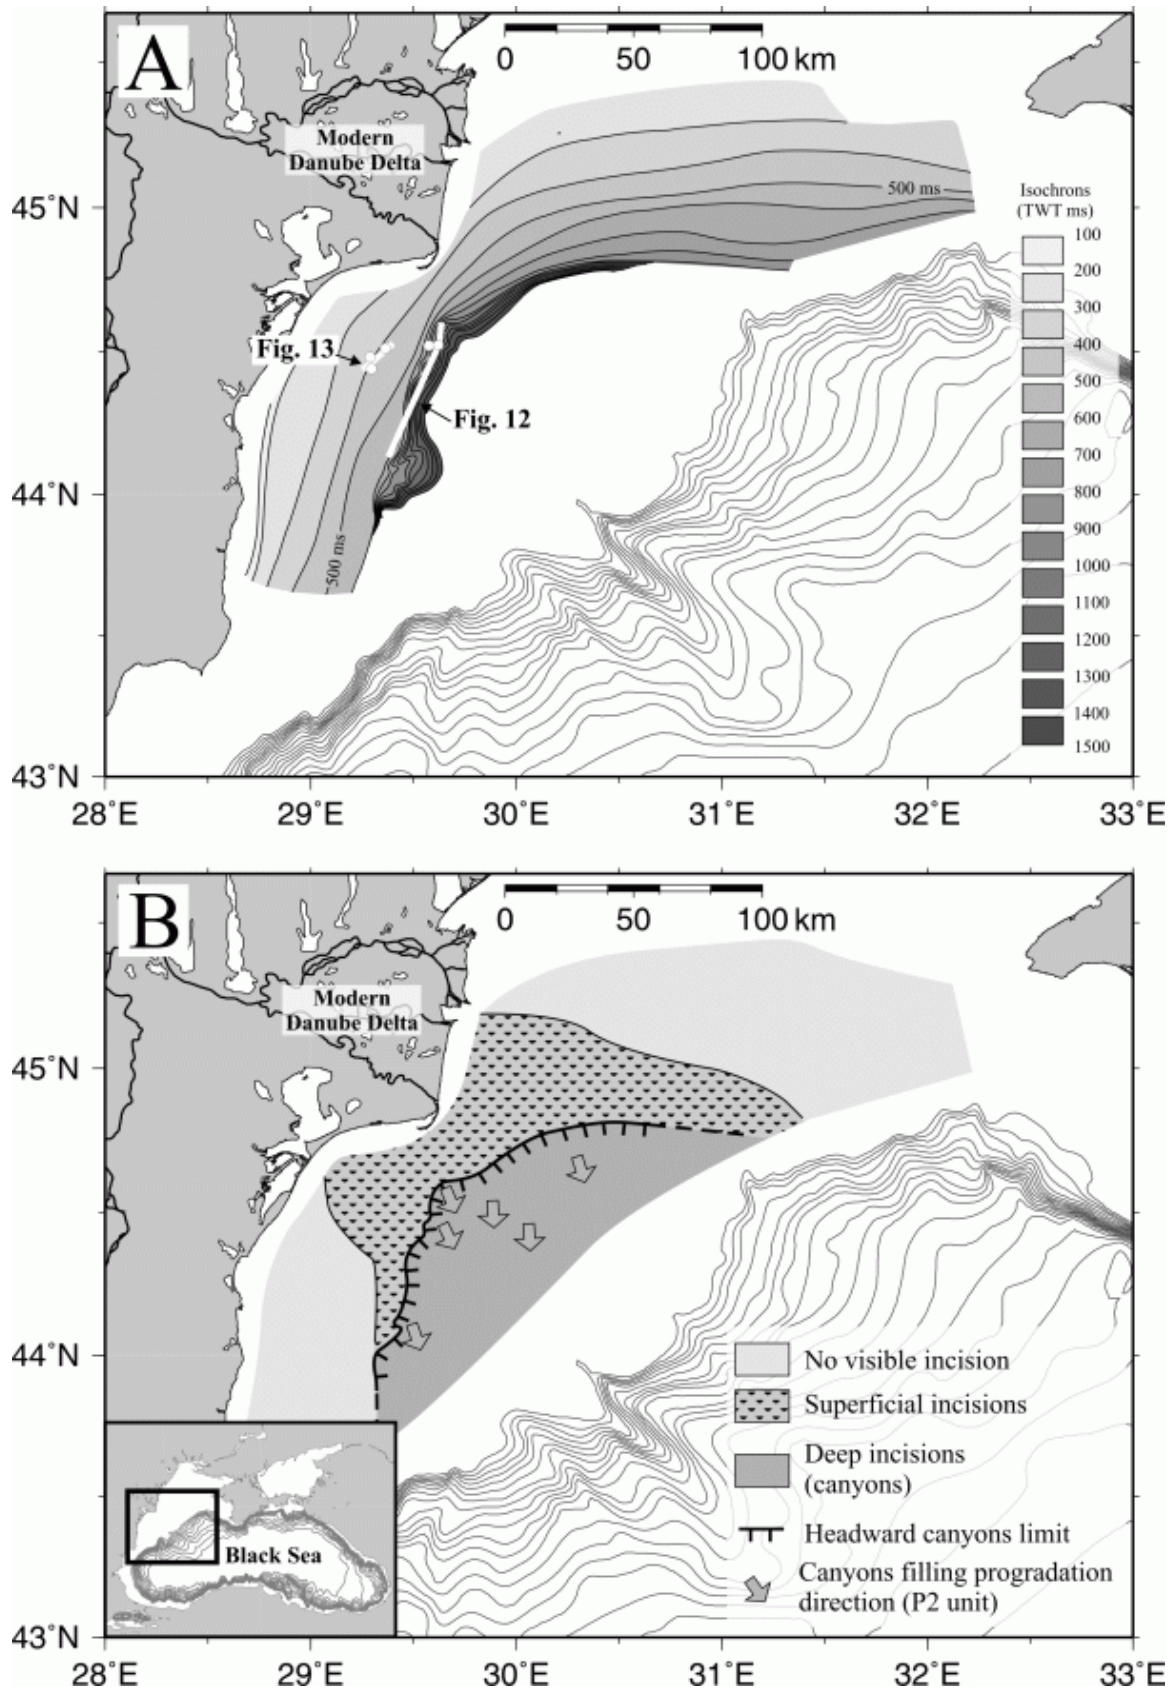 A
0 50 100 km
Modern
Danube Delta
500 ms
45°N
Isochrons
(TWT ms)
100
200
300
400
500
600
700
800
900
1000
1100
1200
1300
1400
1500
Fig. 13
Fig. 12
44°N
500 ms
43°N
28°E 29°E 30°E 31°E 32°E 33°E
B
0 50 100 km
Modern
Danube Delta
45°N
44°N
No visible incision
Superficial incisions
Deep incisions
(canyons)
Headward canyons limit
Canyons filling progradation
direction (P2 unit)
Black Sea
43°N
28°E 29°E 30°E 31°E 32°E 33°E